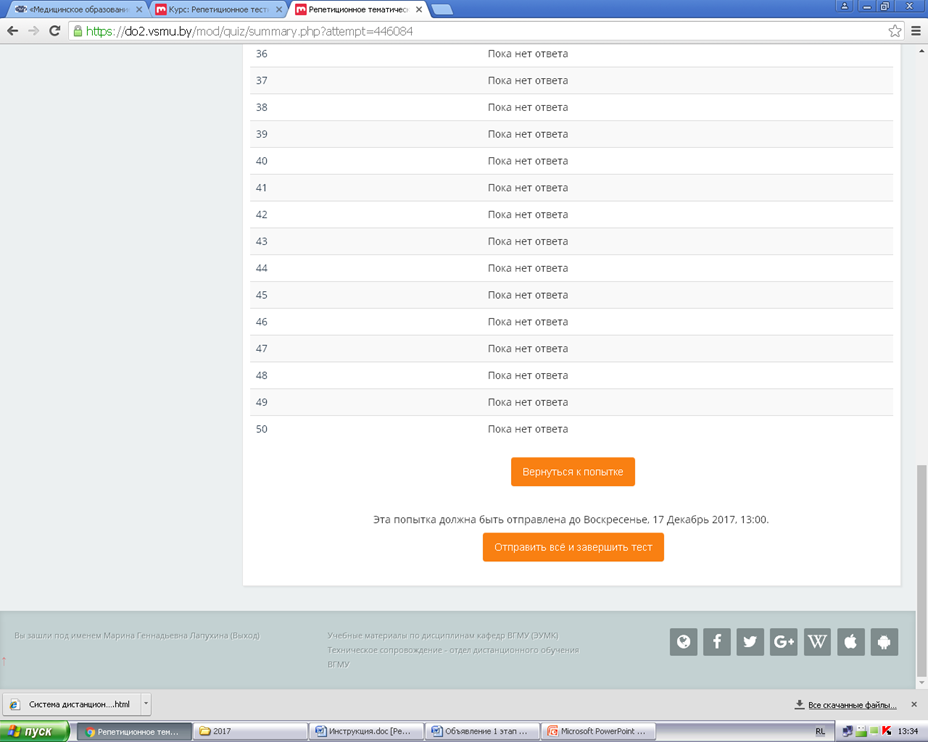 «Медицинское образовани
Курс: Репетиционное тест
Репетиционное тематическ
https://do2.vsmu.by/mod/quiz/summary.php?attempt=446084
36 Пока нет ответа
37 Пока нет ответа
38 Пока нет ответа
39 Пока нет ответа
40 Пока нет ответа
41 Пока нет ответа
42 Пока нет ответа
43 Пока нет ответа
44 Пока нет ответа
45 Пока нет ответа
46 Пока нет ответа
47 Пока нет ответа
48 Пока нет ответа
49 Пока нет ответа
50 Пока нет ответа
Вернуться к попытке
Эта попытка должна быть отправлена до Воскресенье, 17 Декабрь 2017, 13:00.
Отправить всё и завершить тест
Вы зашли под именем Марина Геннадьевна Лапухина (Выход)
Учебные материалы по дисциплинам кафедр ВГМУ (ЭУМК)
Техническое сопровождение - отдел дистанционного обучения
ВГМУ
f G+ W
Система дистанцион....html
Все скачанные файлы...
пуск
Репетиционное тем...
2017
Инструкция.doc [Ре...
Объявление 1 этап ...
Microsoft PowerPoint ...
RL
13:34